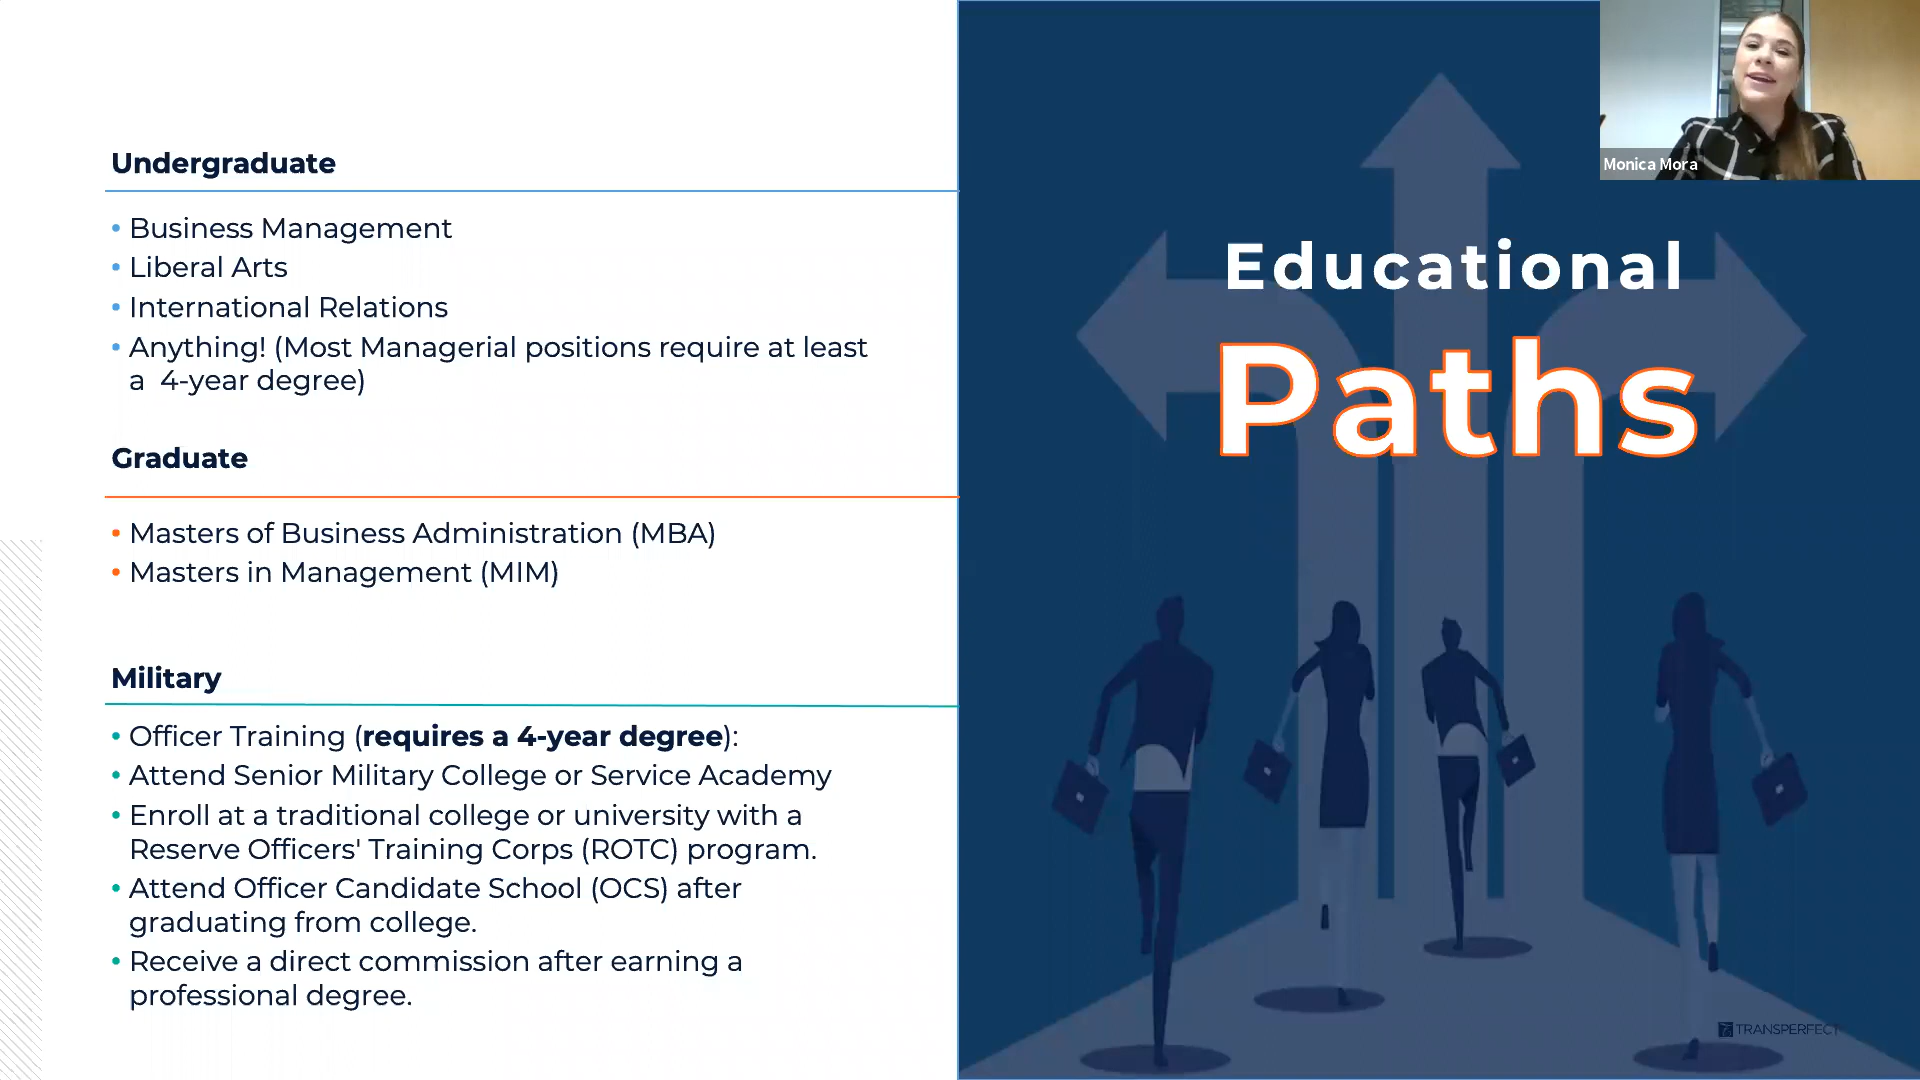 Undergraduate
• Business Management
• Liberal Arts
• International Relations
• Anything! (Most Managerial positions require at least
a  4-year degree)
Graduate
• Masters of Business Administration (MBA)
• Masters in Management (MIM)
Military
• Officer Training (requires a 4-year degree):
• Attend Senior Military College or Service Academy
• Enroll at a traditional college or university with a
Reserve Officers' Training Corps (ROTC) program.
• Attend Officer Candidate School (OCS) after
graduating from college.
• Receive a direct commission after earning a
professional degree.
Educational
Paths
Monica Mora
TRANSPERFECT